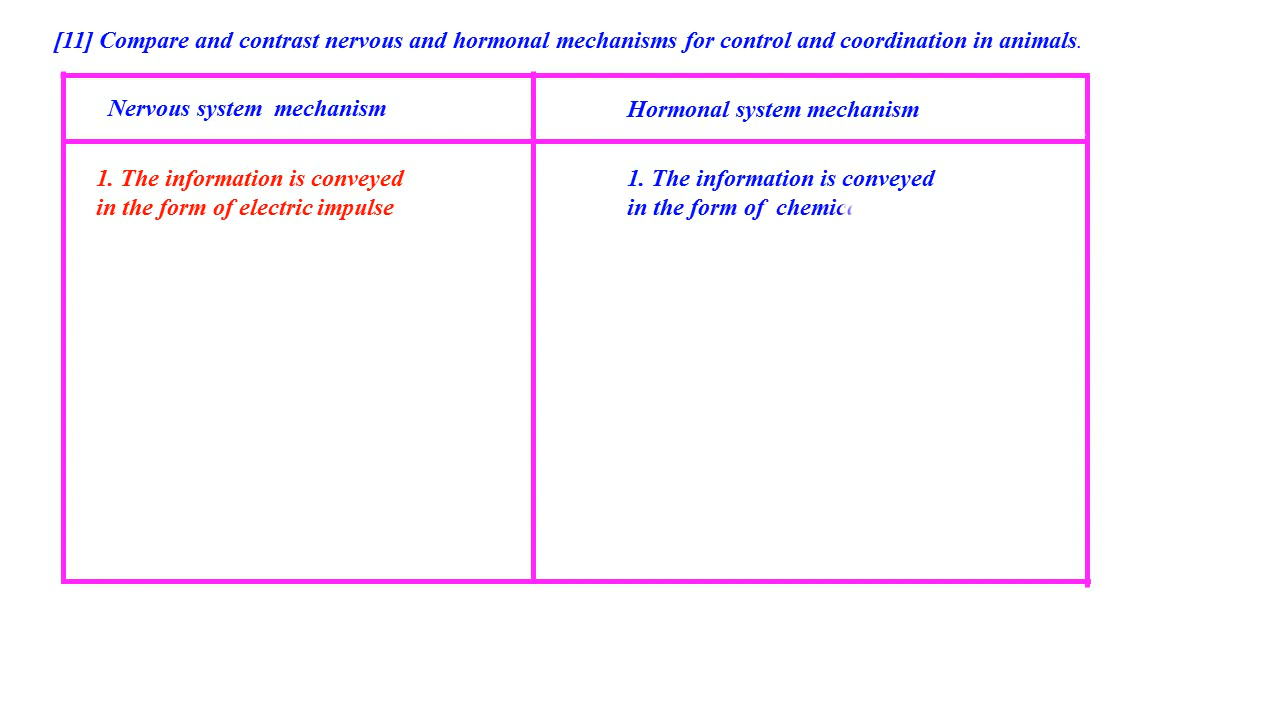 [11] Compare and contrast nervous and hormonal mechanisms for control and coordination in animals.
Nervous system mechanism
Hormonal system mechanism
1. The information is conveyed
in the form of electric impulse
1. The information is conveyed
in the form of